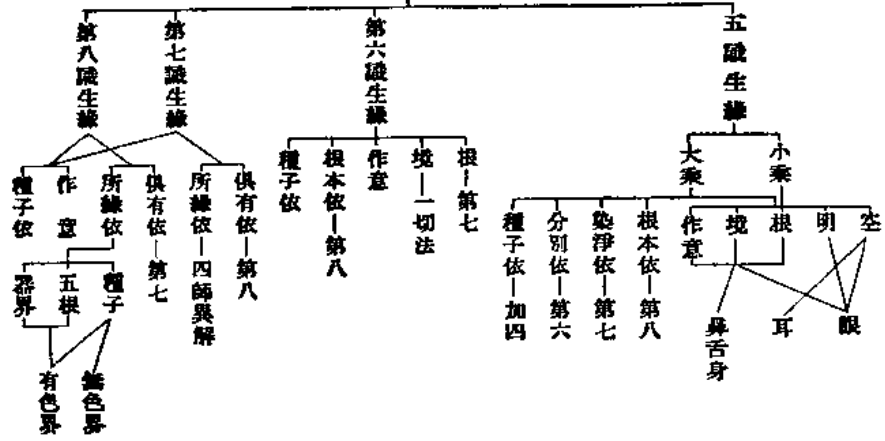 五識生緣
小乘
大乘
空
明
根
境
作意
根本依—第八
染淨依—第七
分別依—第六
種子依—加四
眼
耳
鼻舌身
第六識生緣
根—第七
境—一切法
作意
根本依—第八
種子依
第七識生緣
第八識生緣
俱有依—第八
所緣依—四師異解
俱有依—第七
所緣依
作意
種子依
種子
五根
器界
無色界
有色界